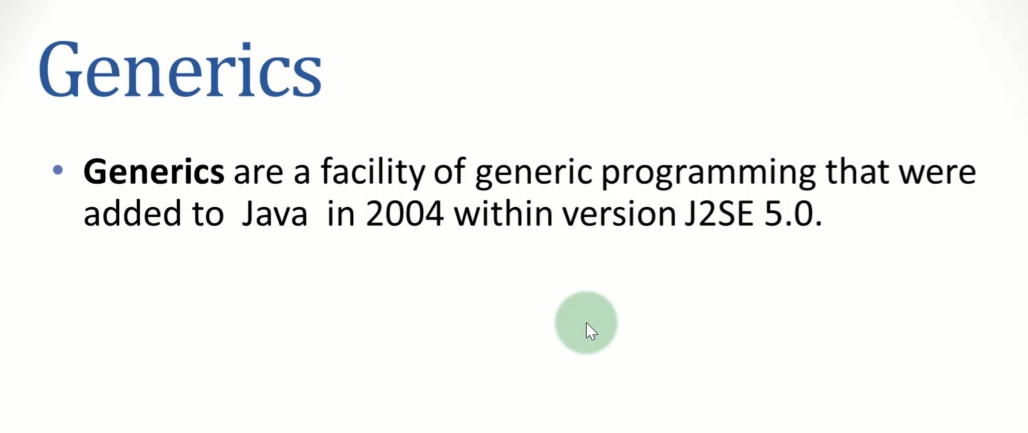 Generics
• Generics are a facility of generic programming that were
added to Java in 2004 within version J2SE 5.0.